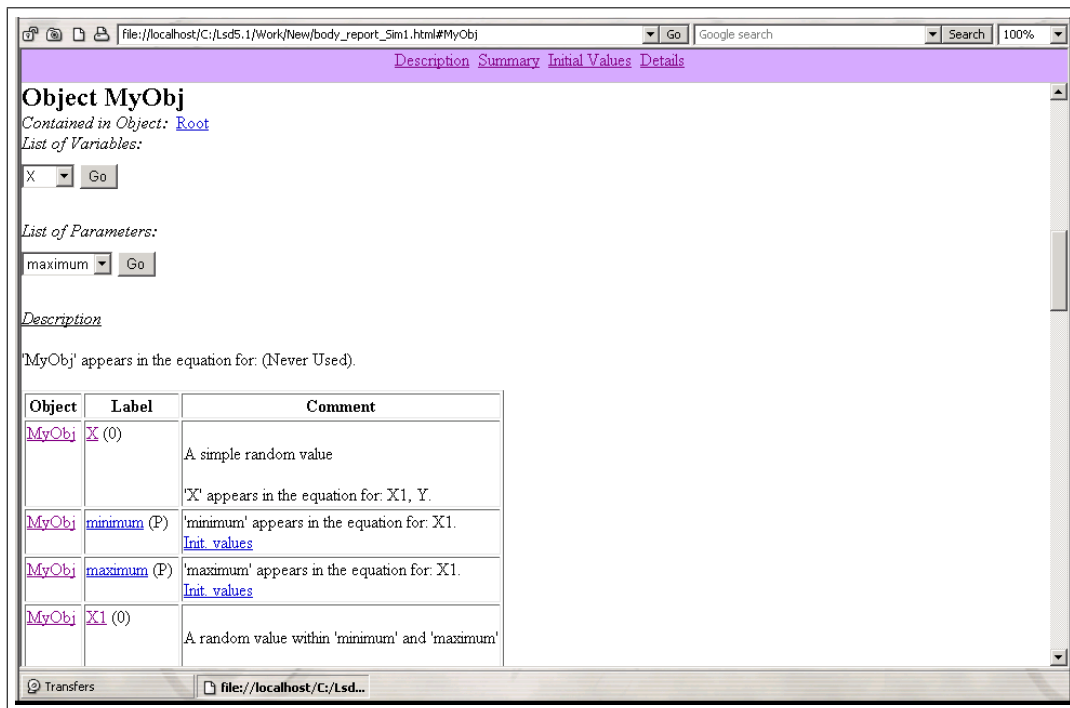 file://localhost/C:/Lsd5.1/Work/New/body_report_Sim1.html#MyObj Go Google search Search 100%
Description Summary Initial Values Details
Object MyObj
Contained in Object: Root
List of Variables:
X Go
List of Parameters:
maximum Go
Description
'MyObj' appears in the equation for: (Never Used).
Object Label Comment
MyObj X (0)
A simple random value
'X' appears in the equation for: X1, Y.
MyObj minimum (P) 'minimum' appears in the equation for: X1.
Init. values
MyObj maximum (P) 'maximum' appears in the equation for: X1.
Init. values
MyObj X1 (0)
A random value within 'minimum' and 'maximum'
Transfers file://localhost/C:/Lsd...